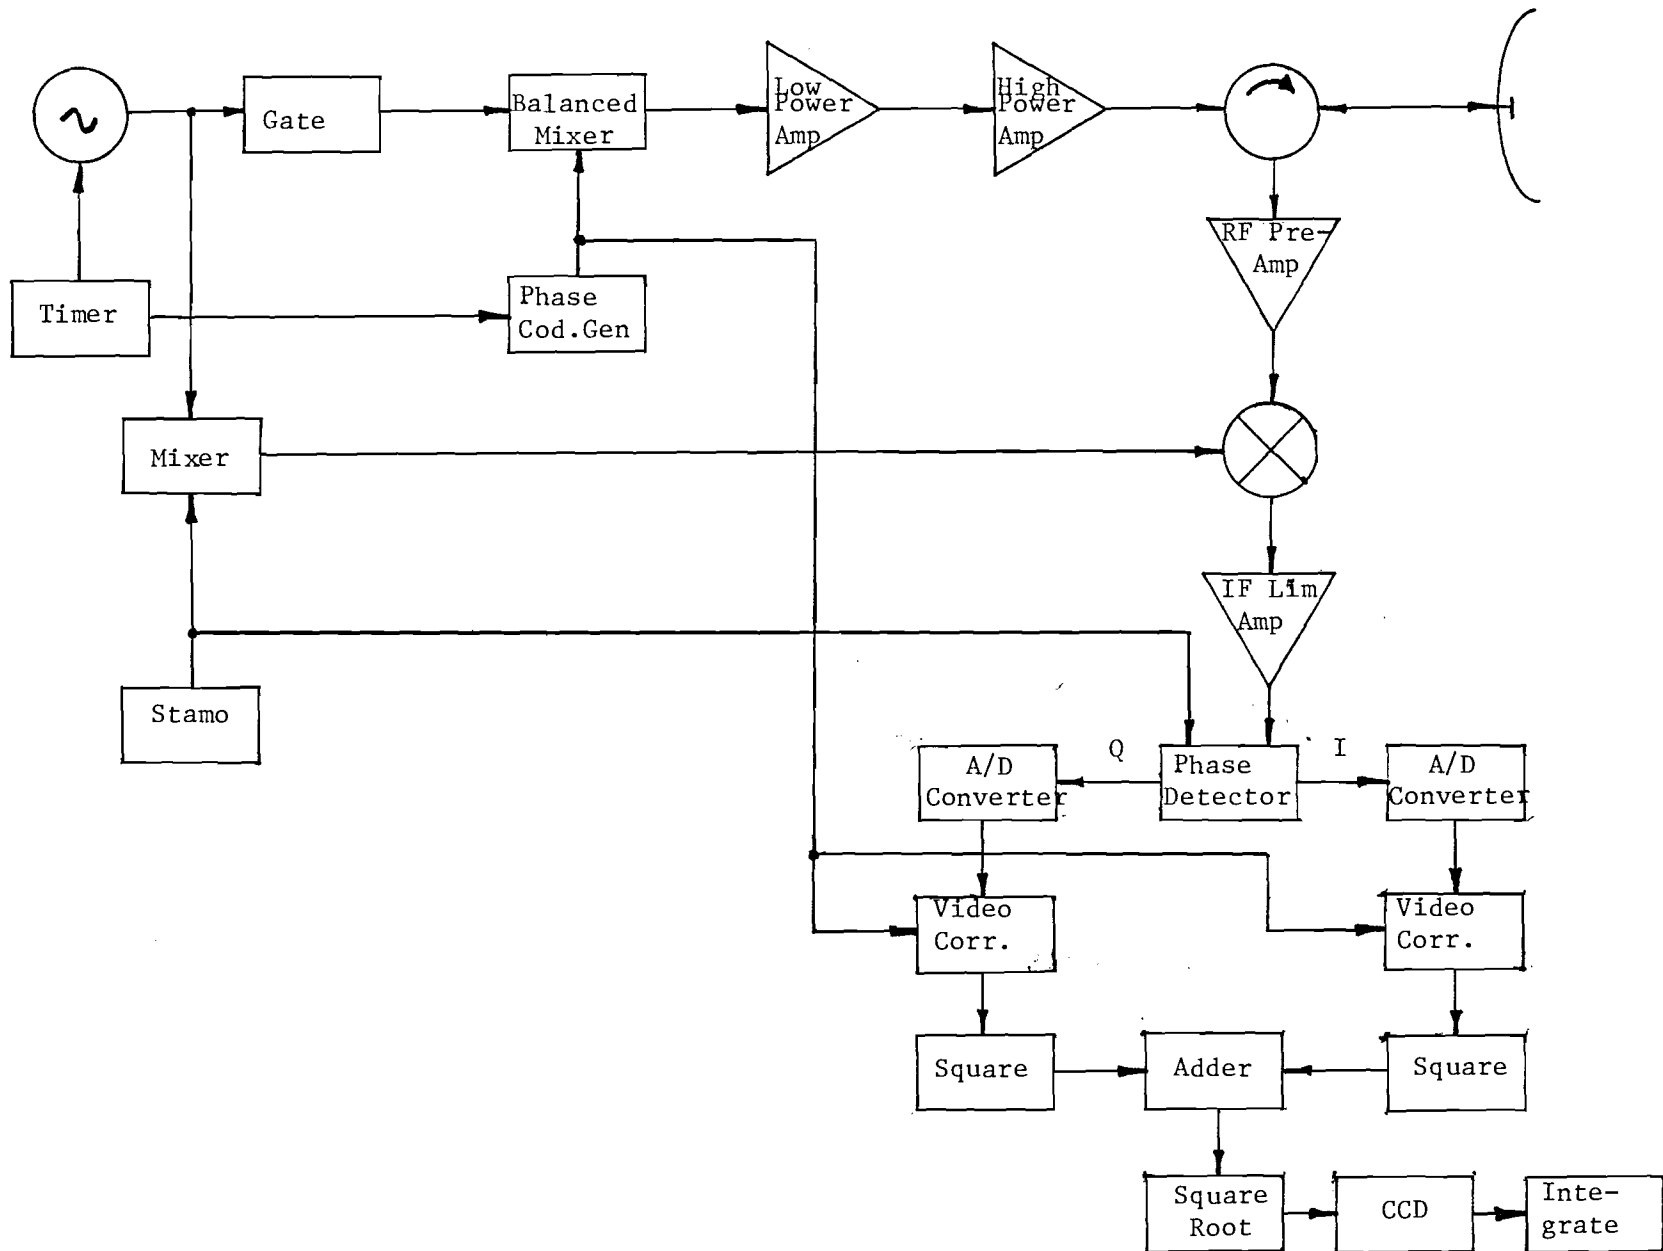 Gate
Balanced
Mixer
Low
Power
Amp
High
Power
Amp
RF Pre-
Amp
Timer
Phase
Cod.Gen
Mixer
IF Lim
Amp
Stamo
Q
I
A/D
Converter
Phase
Detector
A/D
Converter
Video
Corr.
Video
Corr.
Square
Adder
Square
Square
Root
CCD
Inte-
grate